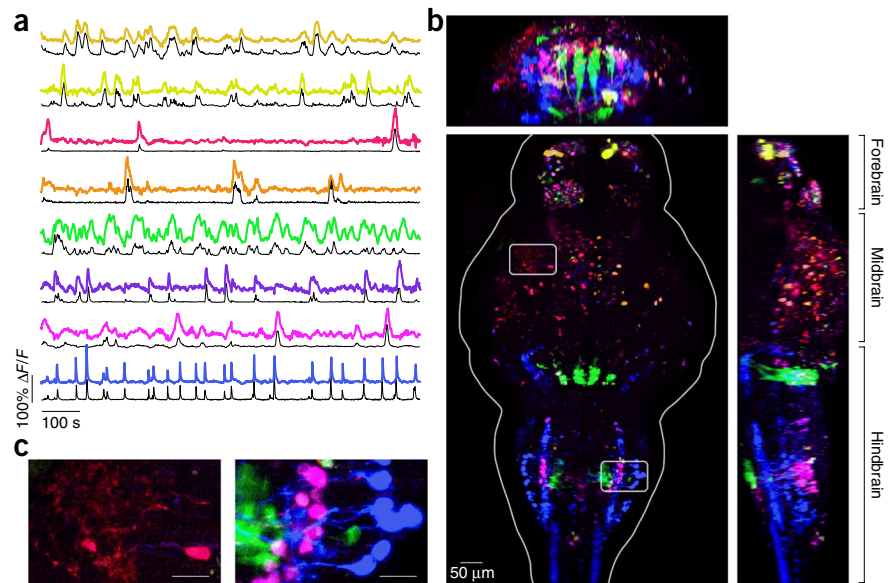 a
100% ΔF/F
100 s
b
Forebrain
Midbrain
Hindbrain
50 µm
c